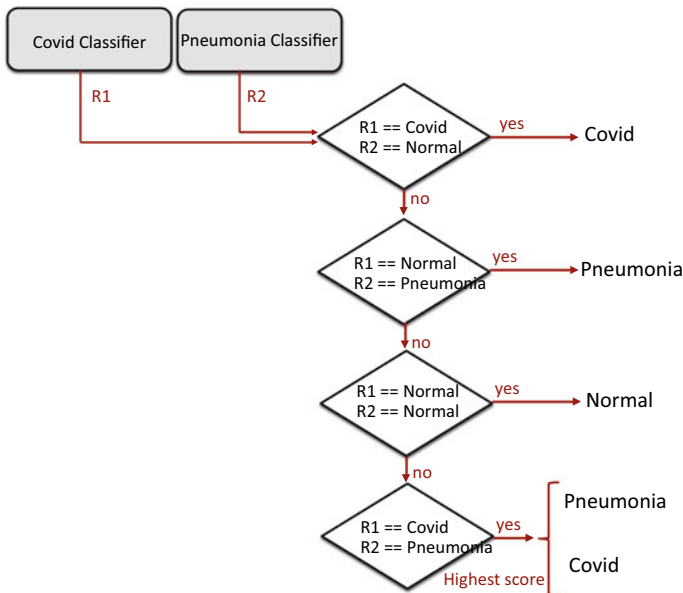 Covid Classifier
Pneumonia Classifier
R1
R2
R1 == Covid
R2 == Normal
yes
Covid
no
R1 == Normal
R2 == Pneumonia
yes
Pneumonia
no
R1 == Normal
R2 == Normal
yes
Normal
no
R1 == Covid
R2 == Pneumonia
yes
Highest score
Pneumonia
Covid